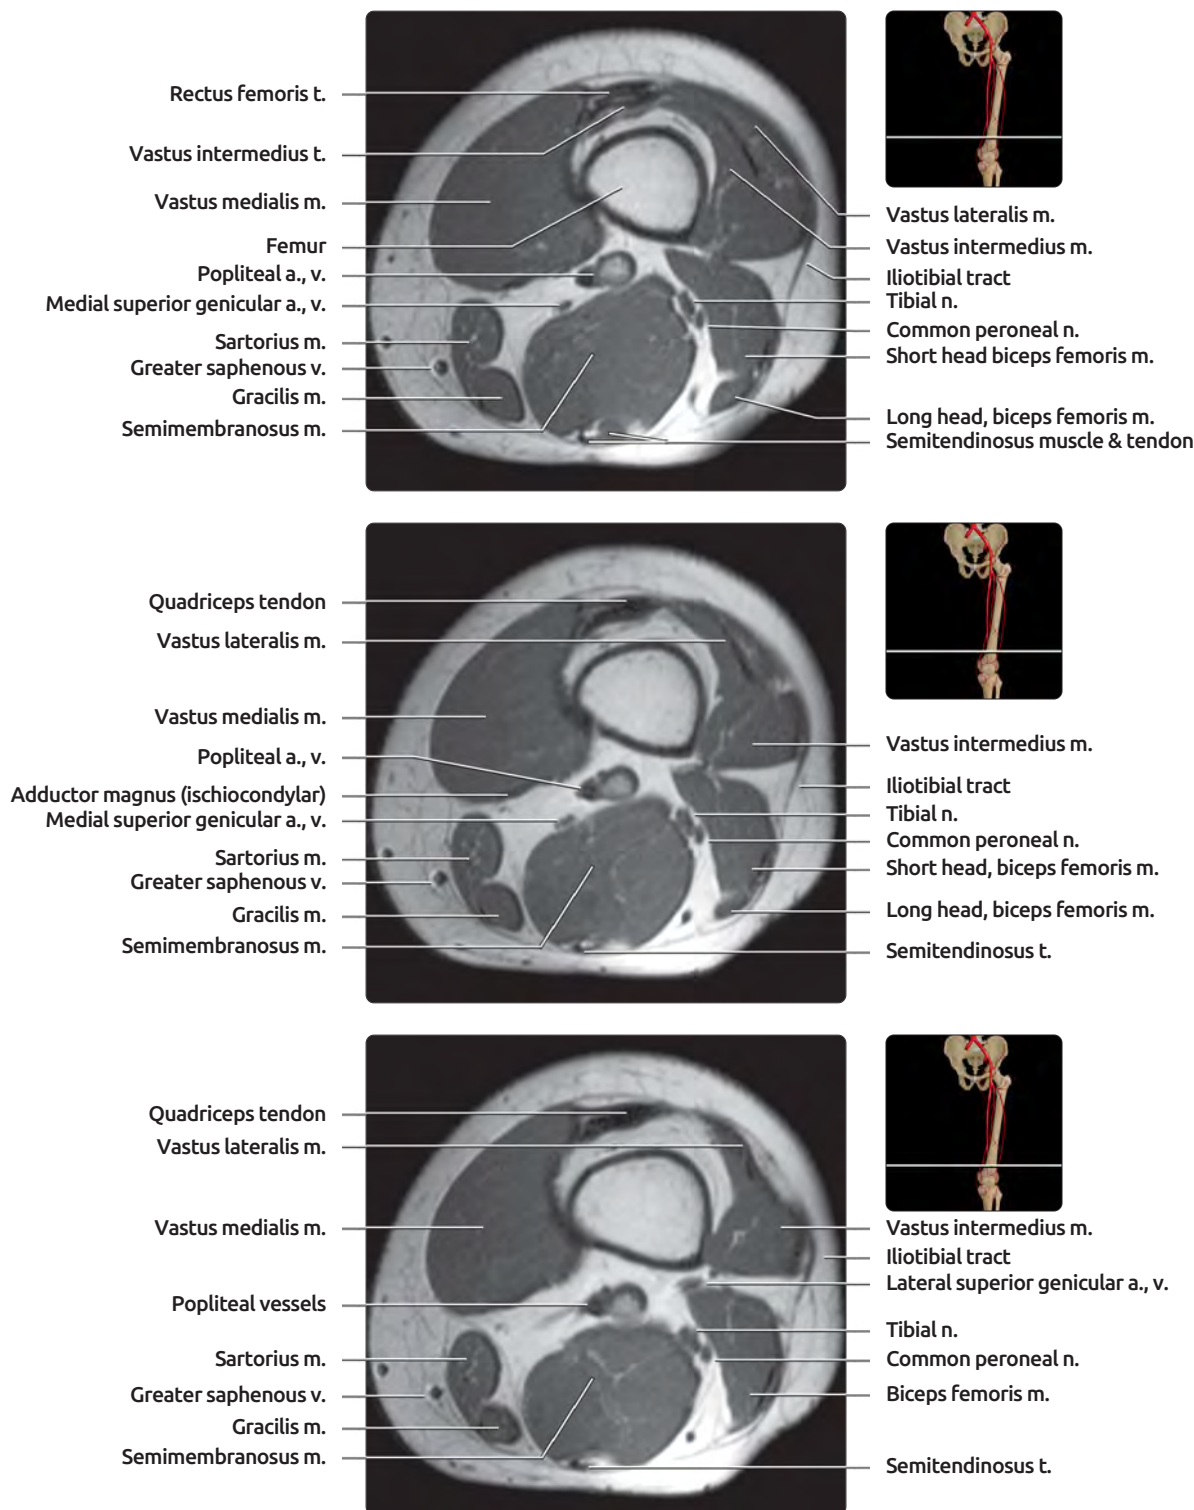 Rectus femoris t.
Vastus intermedius t.
Vastus medialis m.
Femur
Popliteal a., v.
Medial superior genicular a., v.
Sartorius m.
Greater saphenous v.
Gracilis m.
Semimembranosus m.
Vastus lateralis m.
Vastus intermedius m.
Iliotibial tract
Tibial n.
Common peroneal n.
Short head biceps femoris m.
Long head, biceps femoris m.
Semitendinosus muscle & tendon
Quadriceps tendon
Vastus lateralis m.
Vastus medialis m.
Popliteal a., v.
Adductor magnus (ischiocondylar)
Medial superior genicular a., v.
Sartorius m.
Greater saphenous v.
Gracilis m.
Semimembranosus m.
Vastus intermedius m.
Iliotibial tract
Tibial n.
Common peroneal n.
Short head, biceps femoris m.
Long head, biceps femoris m.
Semitendinosus t.
Quadriceps tendon
Vastus lateralis m.
Vastus medialis m.
Popliteal vessels
Sartorius m.
Greater saphenous v.
Gracilis m.
Semimembranosus m.
Vastus intermedius m.
Iliotibial tract
Lateral superior genicular a., v.
Tibial n.
Common peroneal n.
Biceps femoris m.
Semitendinosus t.